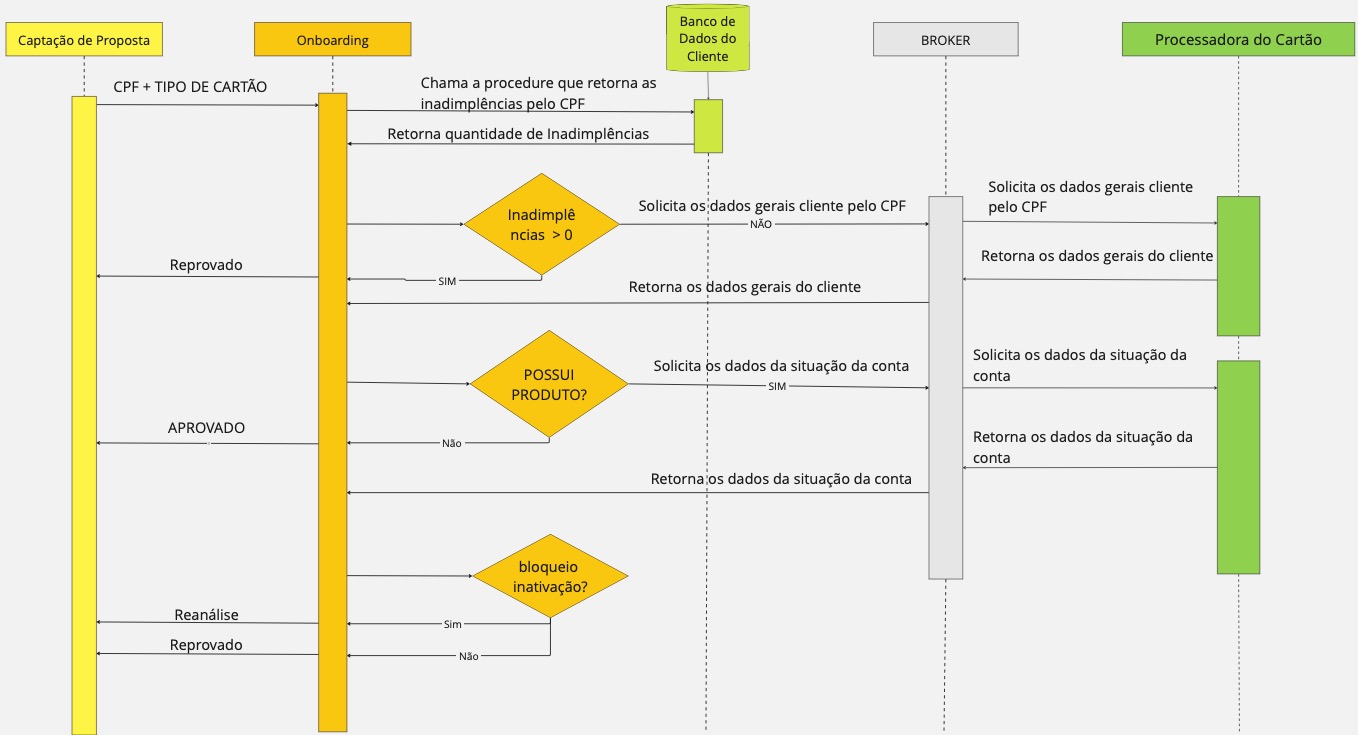 Captação de Proposta
Onboarding
Banco de
Dados do
Cliente
BROKER
Processadora do Cartão
CPF + TIPO DE CARTÃO
Chama a procedure que retorna as
inadimplências pelo CPF
Retorna quantidade de Inadimplências
Inadimplê
ncias > 0
Solicita os dados gerais cliente pelo CPF
NÃO
Solicita os dados gerais cliente
pelo CPF
Retorna os dados gerais do cliente
Reprovado
SIM
Retorna os dados gerais do cliente
POSSUI
PRODUTO?
Solicita os dados da situação da conta
SIM
Solicita os dados da situação da
conta
APROVADO
Não
Retorna os dados da situação da
conta
Retorna os dados da situação da conta
bloqueio
inativação?
Reanálise
Sim
Reprovado
Não